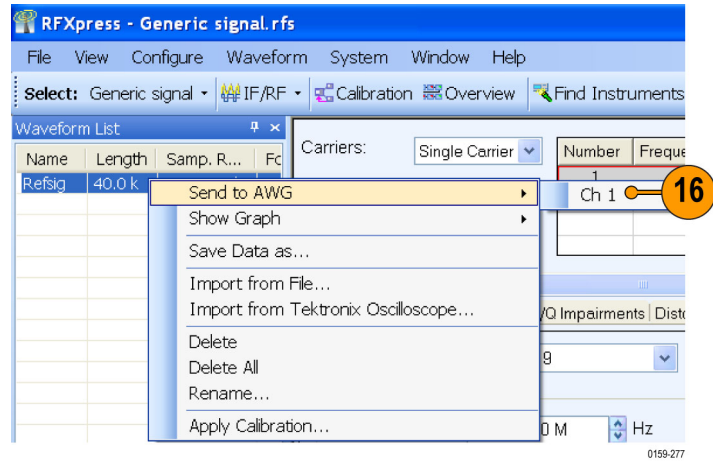 RFXpress - Generic signal.rfs
File View Configure Waveform System Window Help
Select: Generic signal IF/RF Calibration Overview Find Instruments
Waveform List
Carriers: Single Carrier
Number Freque
Name Length Samp. R... Fc
1
Refsig 40.0 k
Send to AWG
Ch 1
16
Show Graph
Save Data as...
Import from File...
Import from Tektronix Oscilloscope...
/Q Impairments Disto
Delete
9
Delete All
Rename...
Apply Calibration...
0 M Hz
0159-277